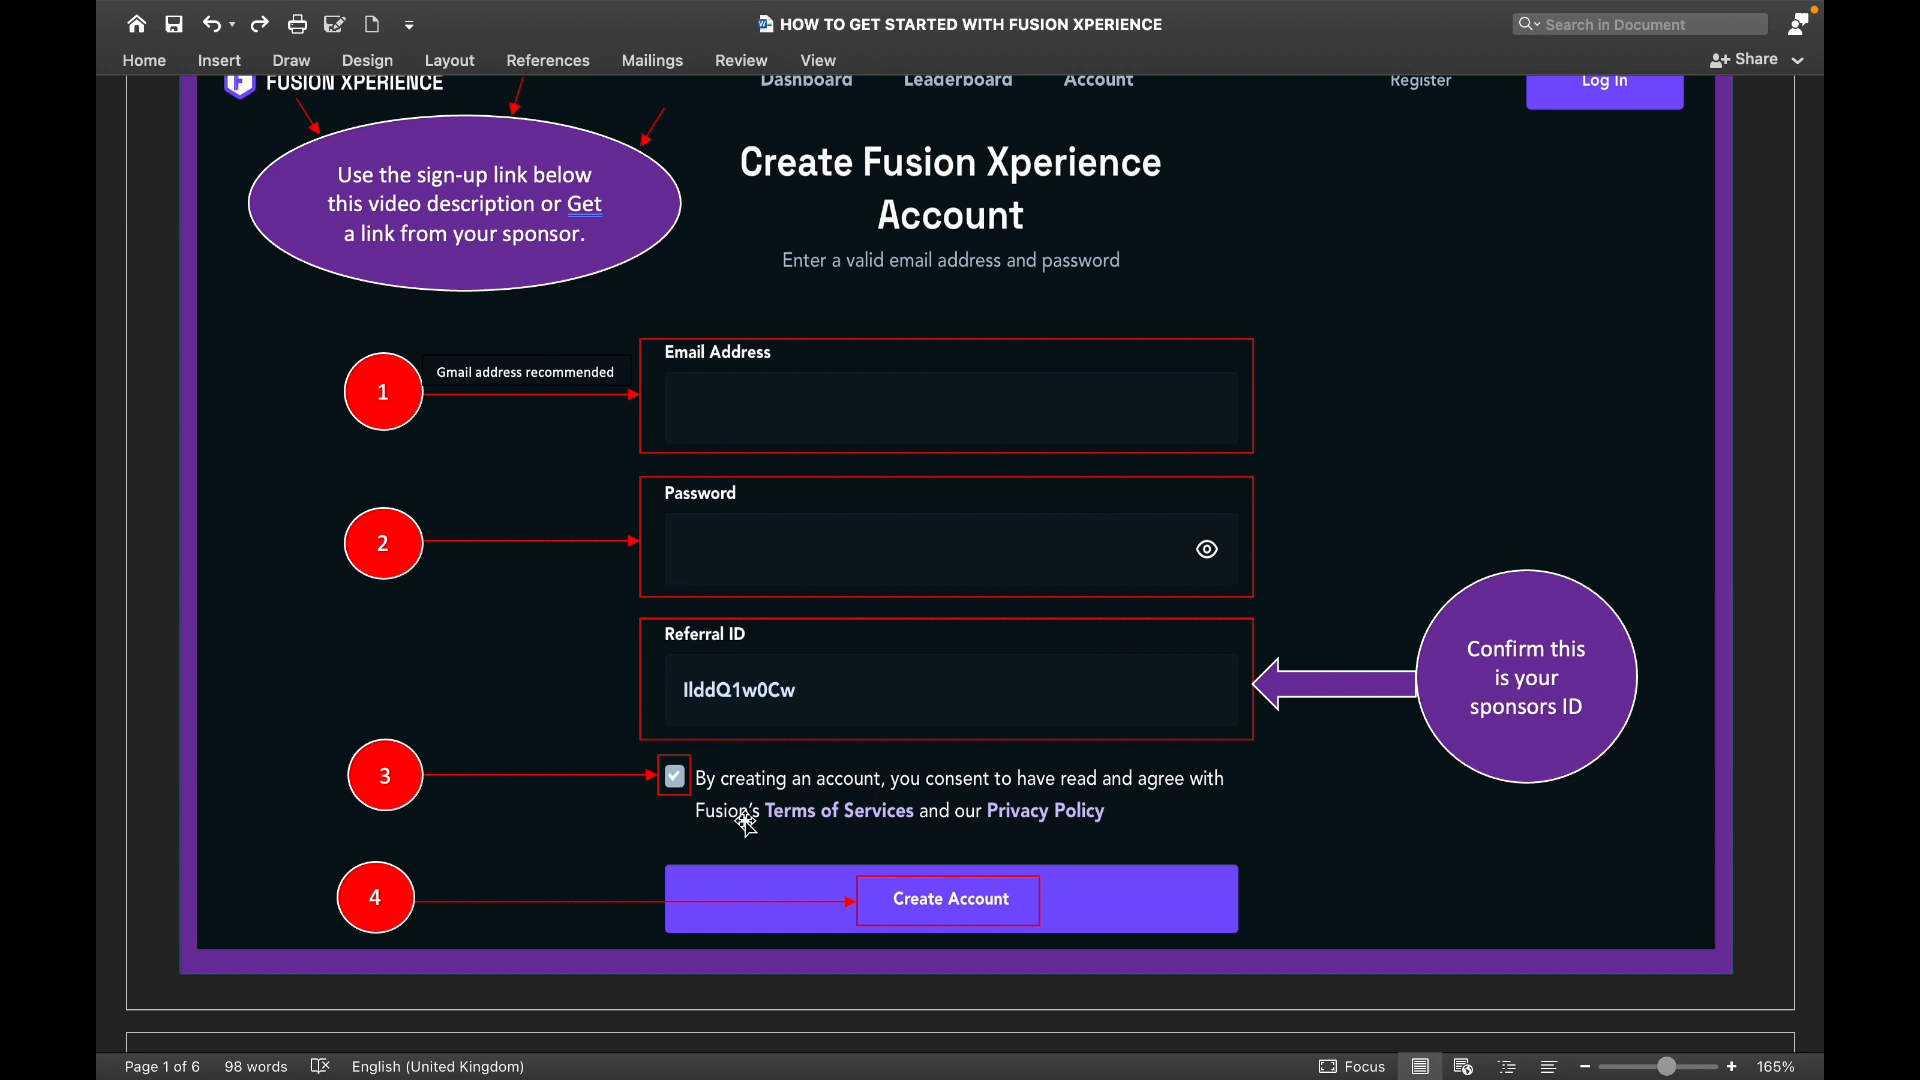 HOW TO GET STARTED WITH FUSION XPERIENCE
Search in Document
Home Insert Draw Design Layout References Mailings Review View
Share
FUSION XPERIENCE
Dashboard Leaderboard Account
Register
Log In
Use the sign-up link below
this video description or Get
a link from your sponsor.
Create Fusion Xperience
Account
Enter a valid email address and password
1
Gmail address recommended
Email Address
2
Password
Referral ID
IlddQ1w0Cw
Confirm this
is your
sponsors ID
3
By creating an account, you consent to have read and agree with
Fusion's Terms of Services and our Privacy Policy
4
Create Account
Page 1 of 6 98 words English (United Kingdom)
Focus
165%